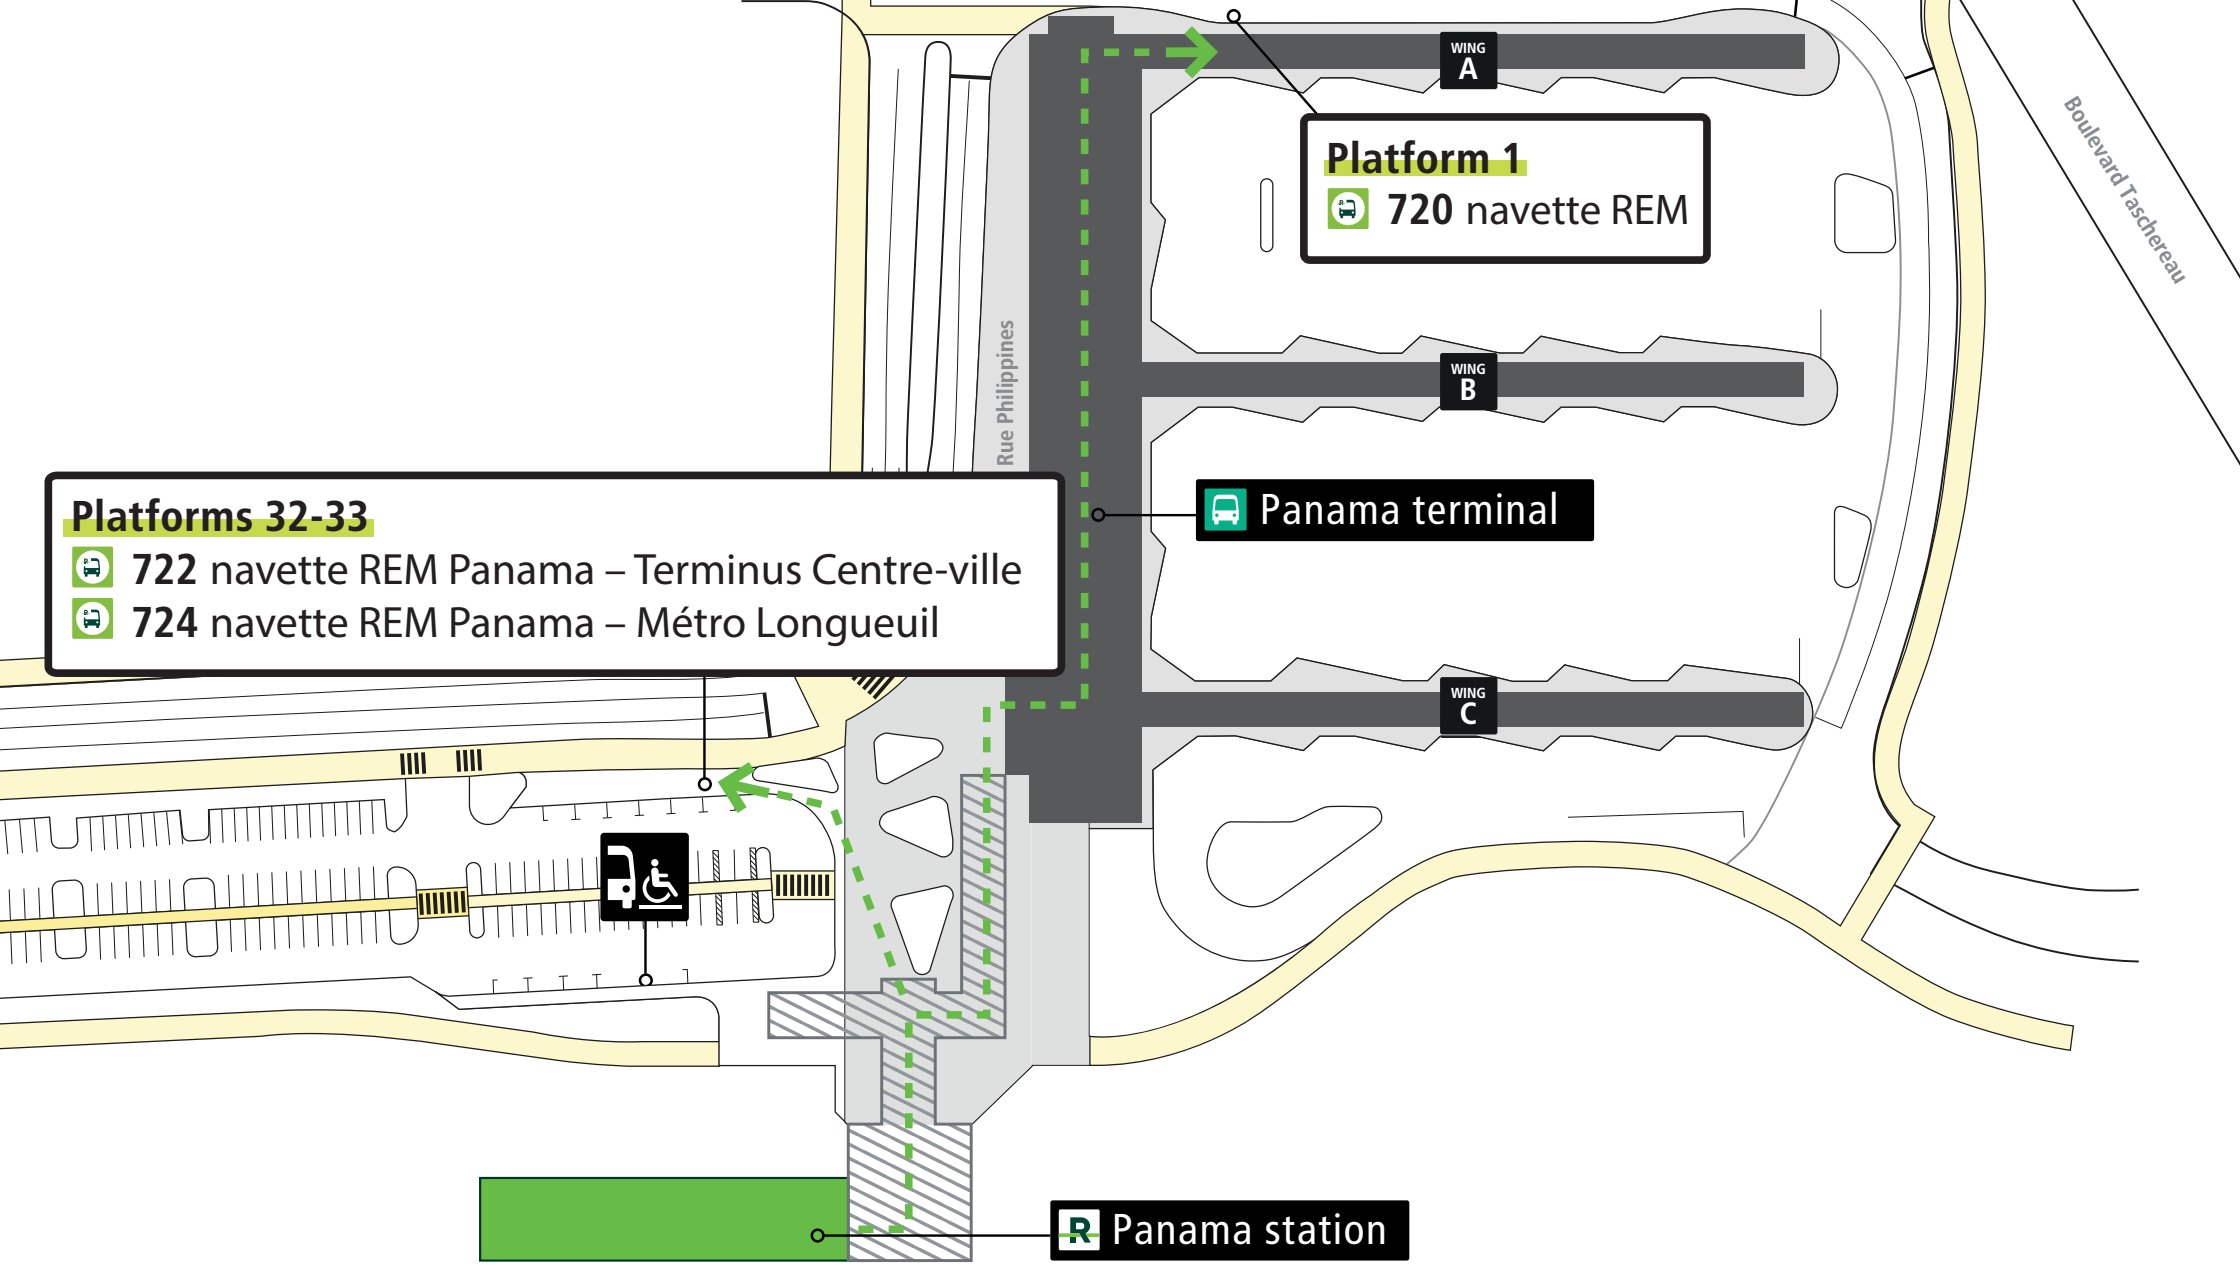 WING
A
Boulevard Taschereau
Platform 1
720 navette REM
Rue Philippines
WING
B
Platforms 32-33
722 navette REM Panama – Terminus Centre-ville
724 navette REM Panama – Métro Longueuil
Panama terminal
WING
C
R Panama station